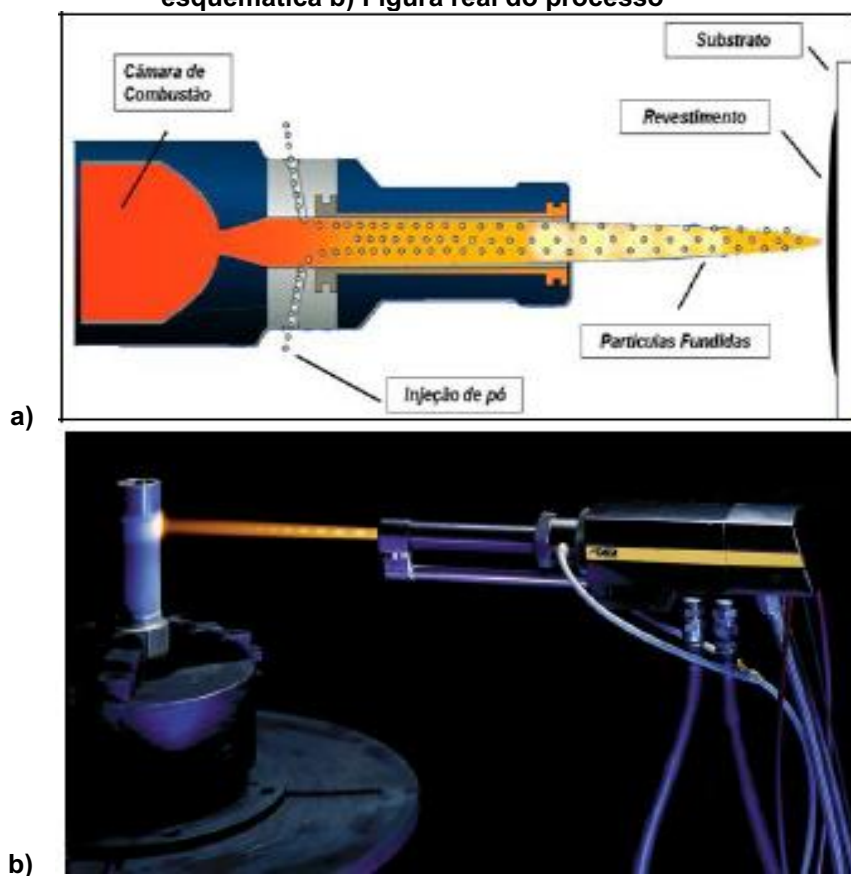 esquemática b) Figura real do processo
Substrato
Câmara de
Combustão
Revestimento
Partículas Fundidas
Injeção de pó
a)
b)